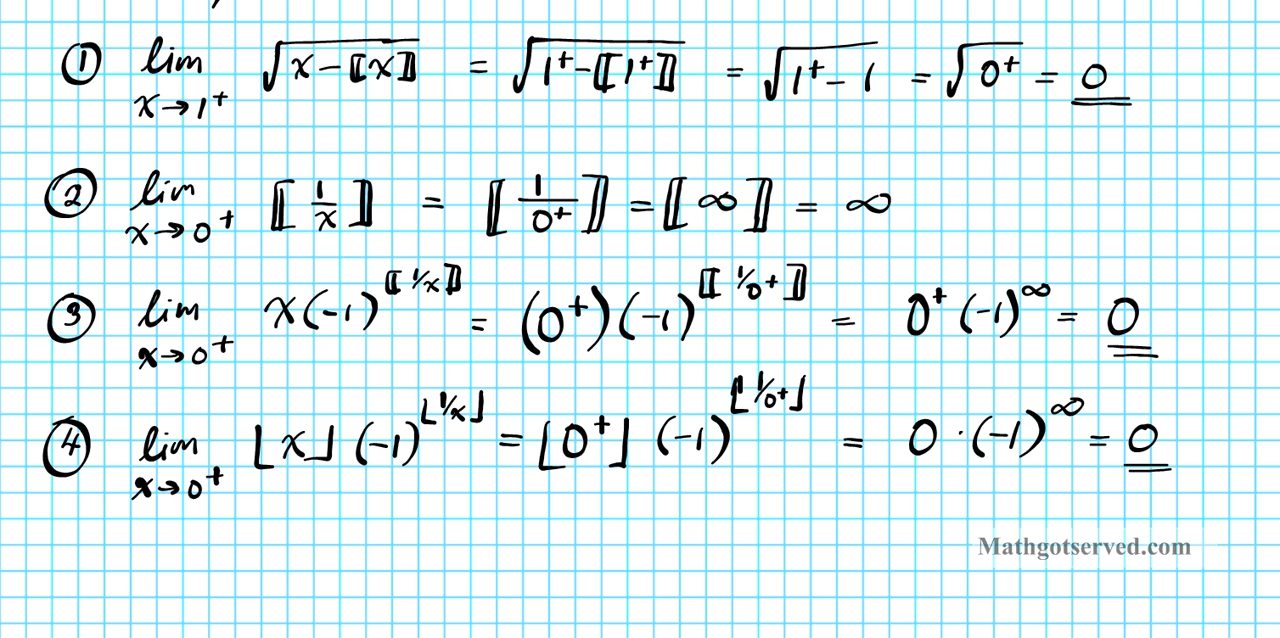 ① lim x→1⁺ √(x − ⟦x⟧) = √(1⁺ − ⟦1⁺⟧) = √(1⁺ − 1) = √(0⁺) = 0
② lim x→0⁺ ⟦1/x⟧ = ⟦1/0⁺⟧ = ⟦∞⟧ = ∞
③ lim x→0⁺ x(−1)^⟦1/x⟧ = (0⁺)(−1)^⟦1/0⁺⟧ = 0⁺(−1)^∞ = 0
④ lim x→0⁺ ⌊x⌋(−1)^⌊1/x⌋ = ⌊0⁺⌋(−1)^⌊1/0⁺⌋ = 0·(−1)^∞ = 0
Mathgotserved.com